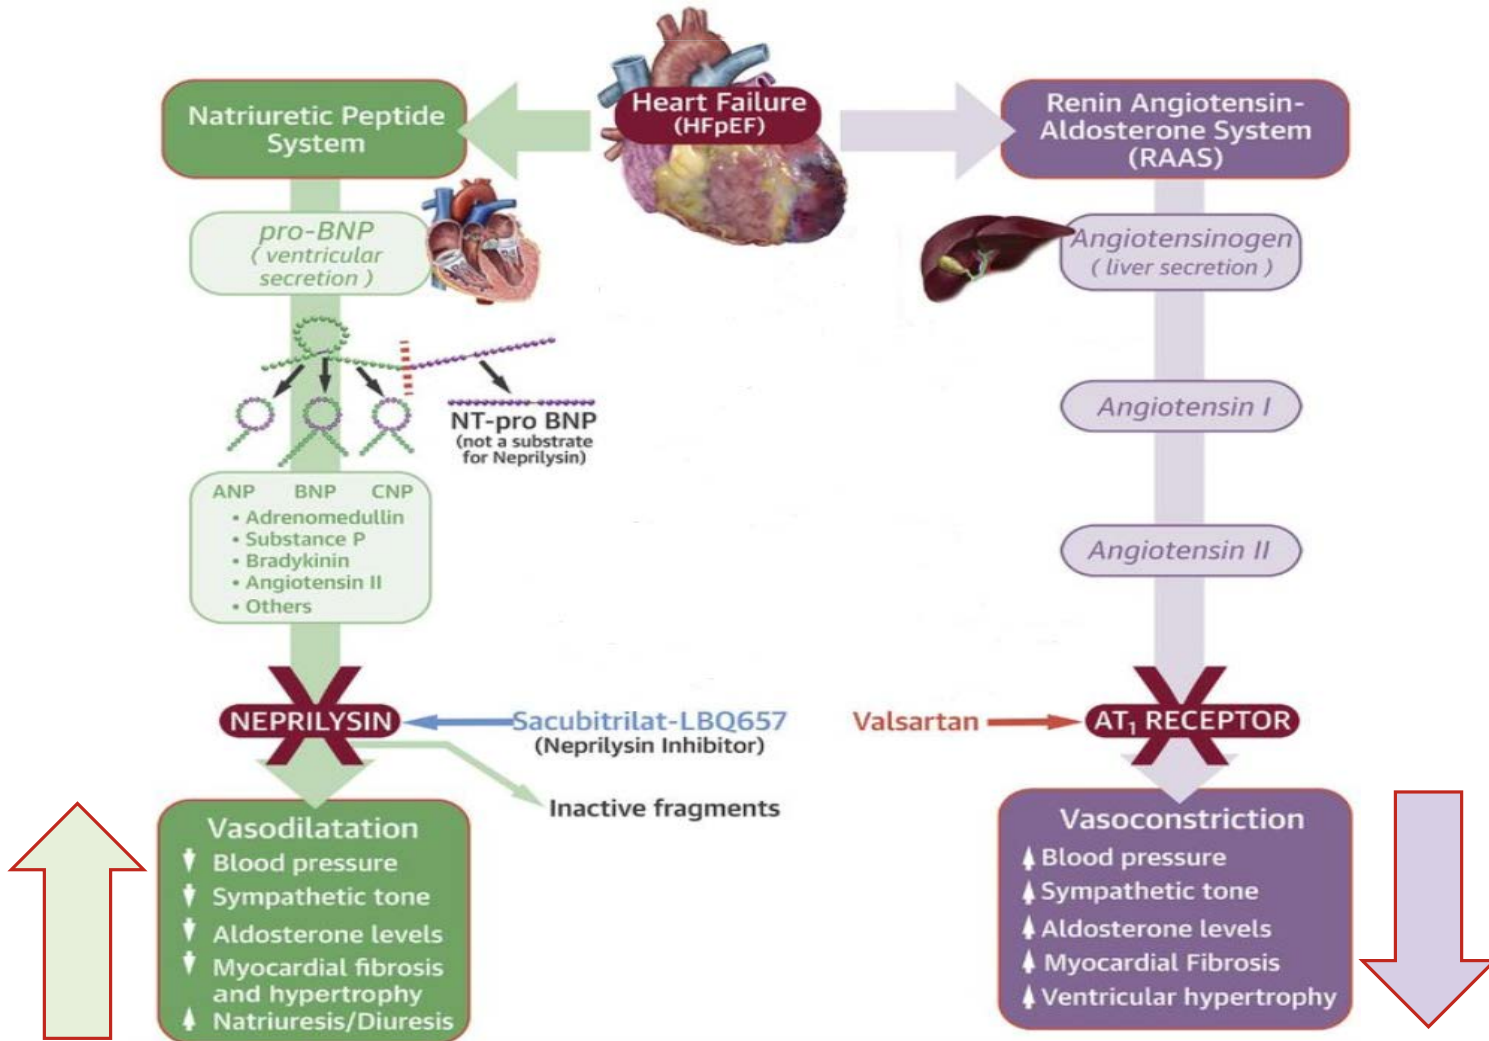 Heart Failure
(HFpEF)
Natriuretic Peptide
System
pro-BNP
( ventricular
secretion )
NT-pro BNP
(not a substrate
for Neprilysin)
ANP BNP CNP
• Adrenomedullin
• Substance P
• Bradykinin
• Angiotensin II
• Others
NEPRILYSIN
Sacubitrilat-LBQ657
(Neprilysin Inhibitor)
Inactive fragments
Vasodilatation
Blood pressure
Sympathetic tone
Aldosterone levels
Myocardial fibrosis
and hypertrophy
Natriuresis/Diuresis
Renin Angiotensin-
Aldosterone System
(RAAS)
Angiotensinogen
( liver secretion )
Angiotensin I
Angiotensin II
Valsartan
AT₁ RECEPTOR
Vasoconstriction
Blood pressure
Sympathetic tone
Aldosterone levels
Myocardial Fibrosis
Ventricular hypertrophy